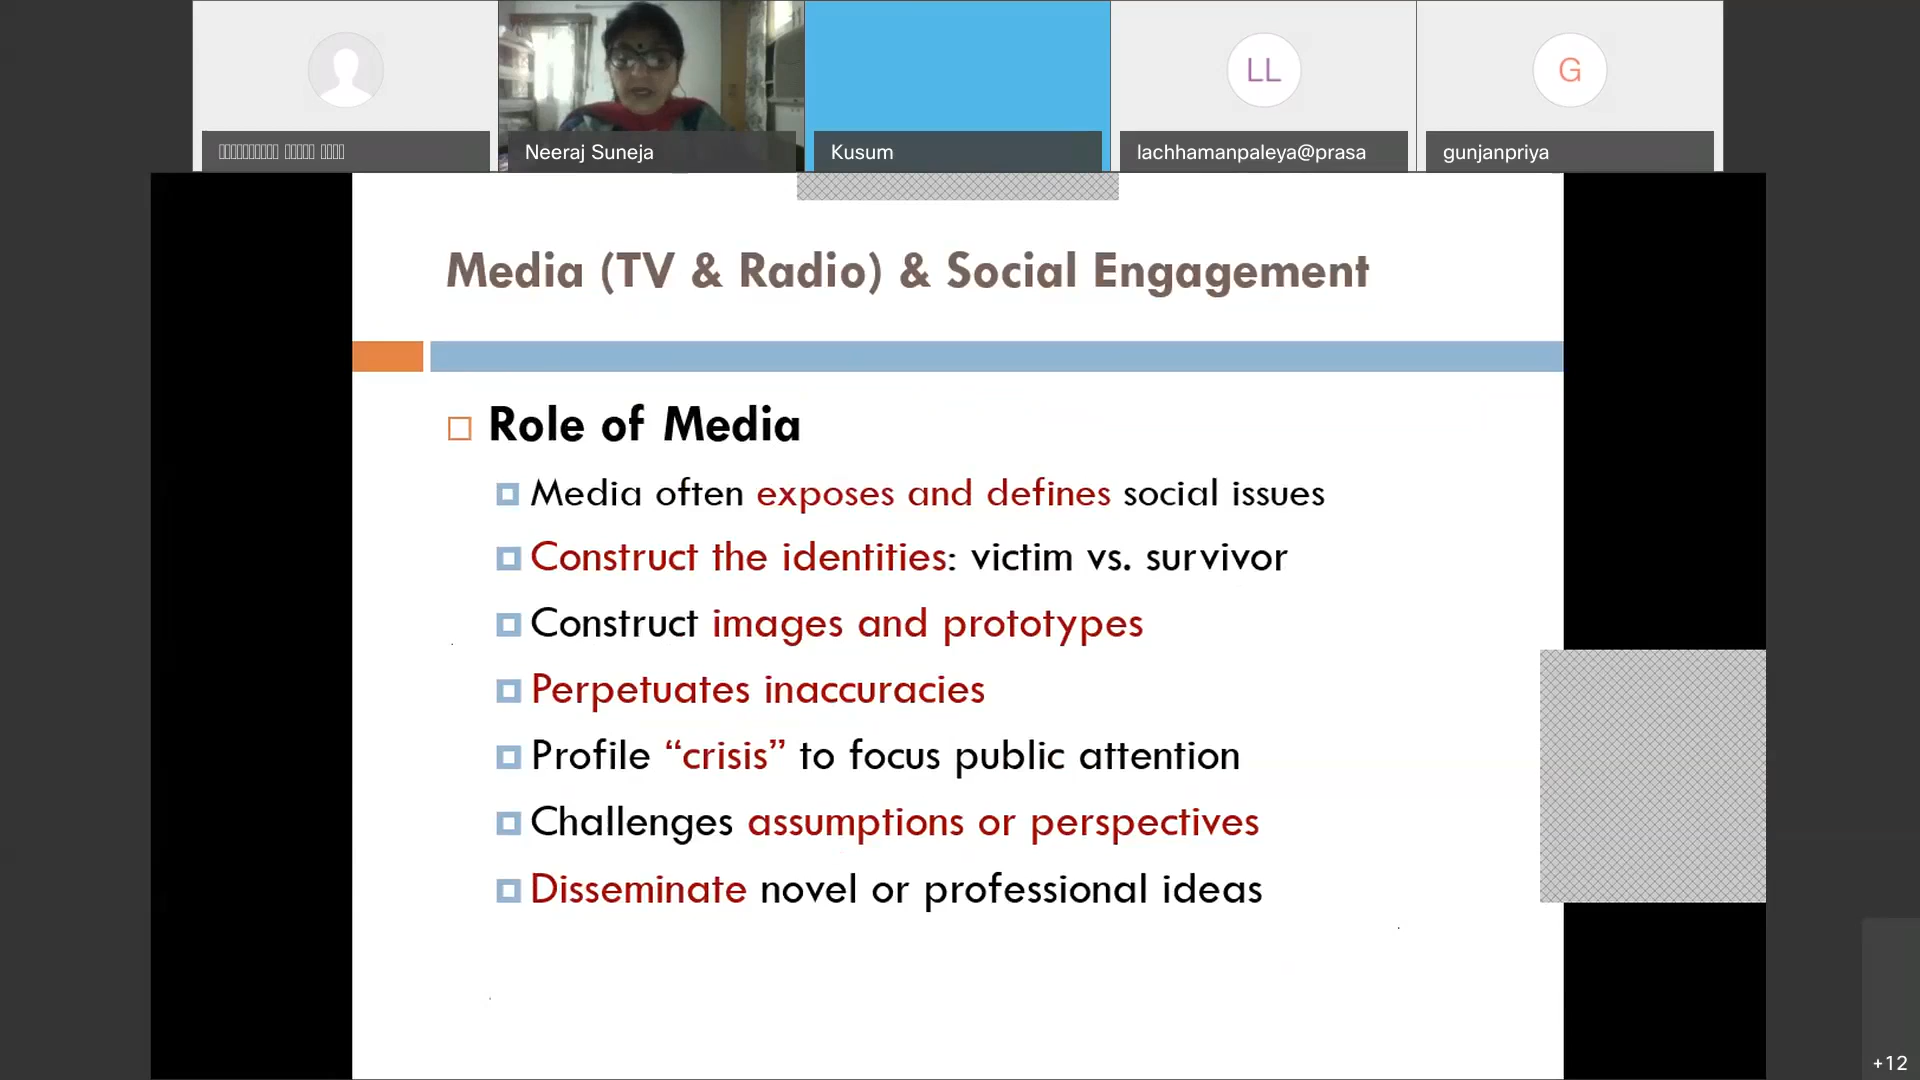 Neeraj Suneja
Kusum
LL
lachhamanpaleya@prasa
G
gunjanpriya
Media (TV & Radio) & Social Engagement
Role of Media
Media often exposes and defines social issues
Construct the identities: victim vs. survivor
Construct images and prototypes
Perpetuates inaccuracies
Profile “crisis” to focus public attention
Challenges assumptions or perspectives
Disseminate novel or professional ideas
+12